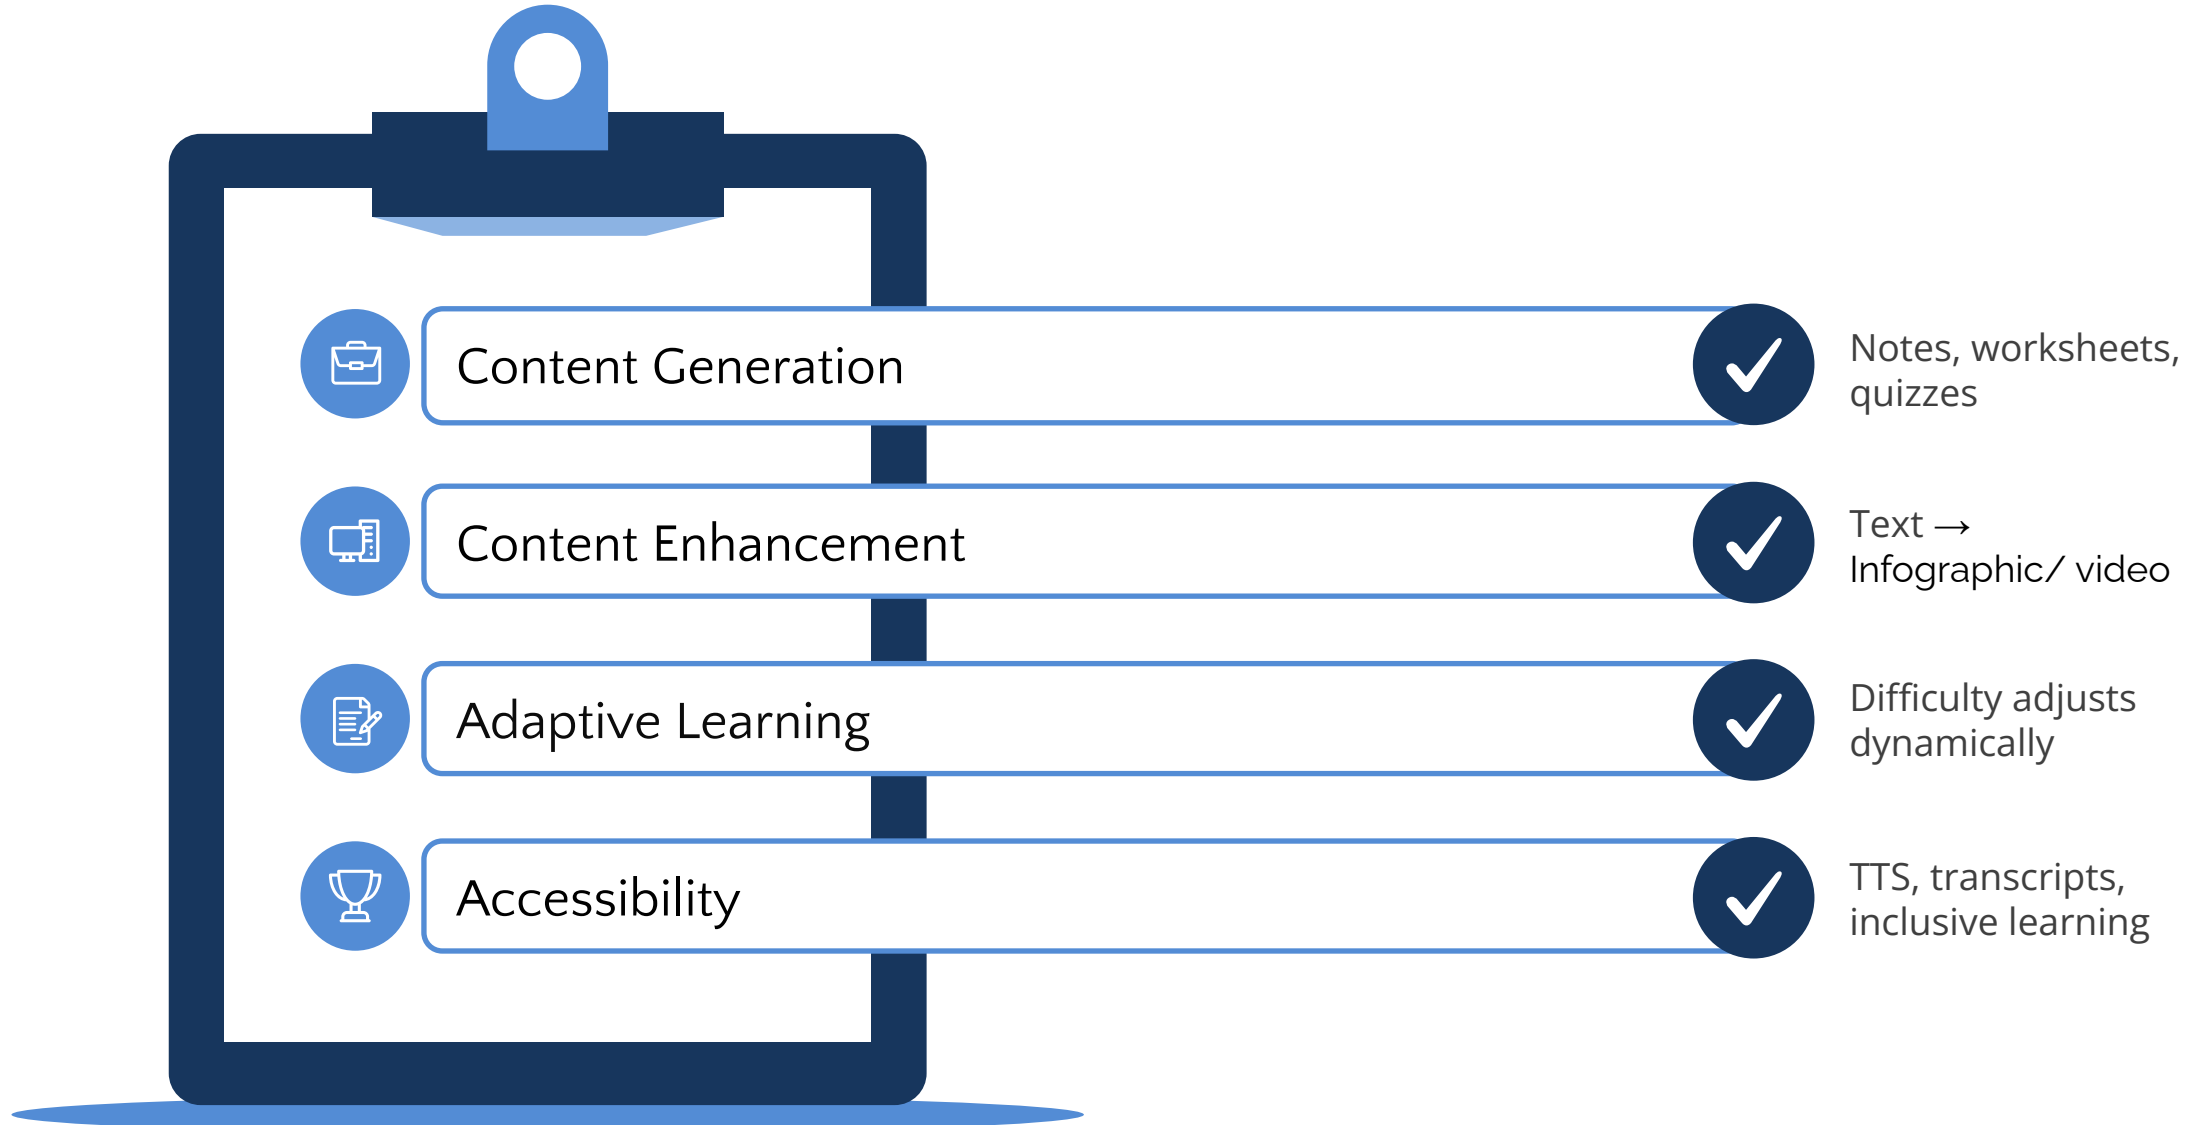 Content Generation
Notes, worksheets,
quizzes
Content Enhancement
Text →
Infographic/ video
Adaptive Learning
Difficulty adjusts
dynamically
Accessibility
TTS, transcripts,
inclusive learning